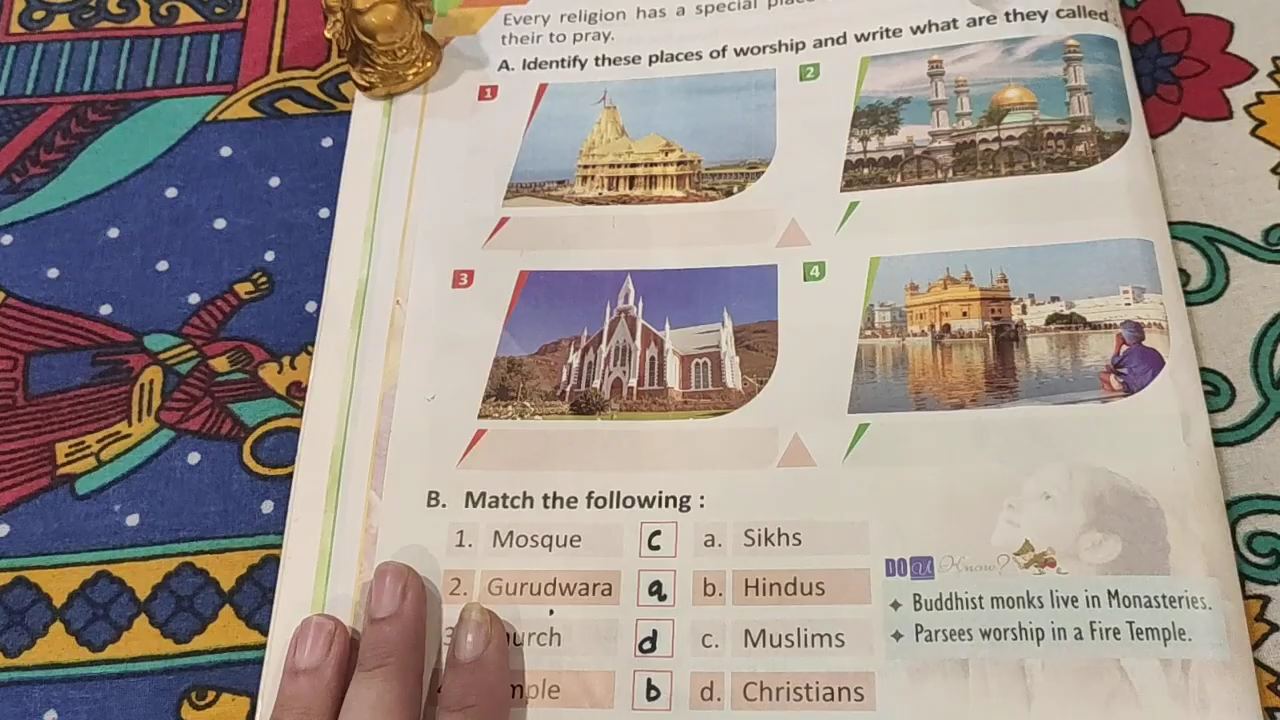 Every religion has a special
their to pray.
A. Identify these places of worship and write what are they called.
1
2
3
4
B. Match the following :
1. Mosque c a. Sikhs
2. Gurudwara a b. Hindus
d c. Muslims
b d. Christians
DO U Know?
Buddhist monks live in Monasteries.
Parsees worship in a Fire Temple.